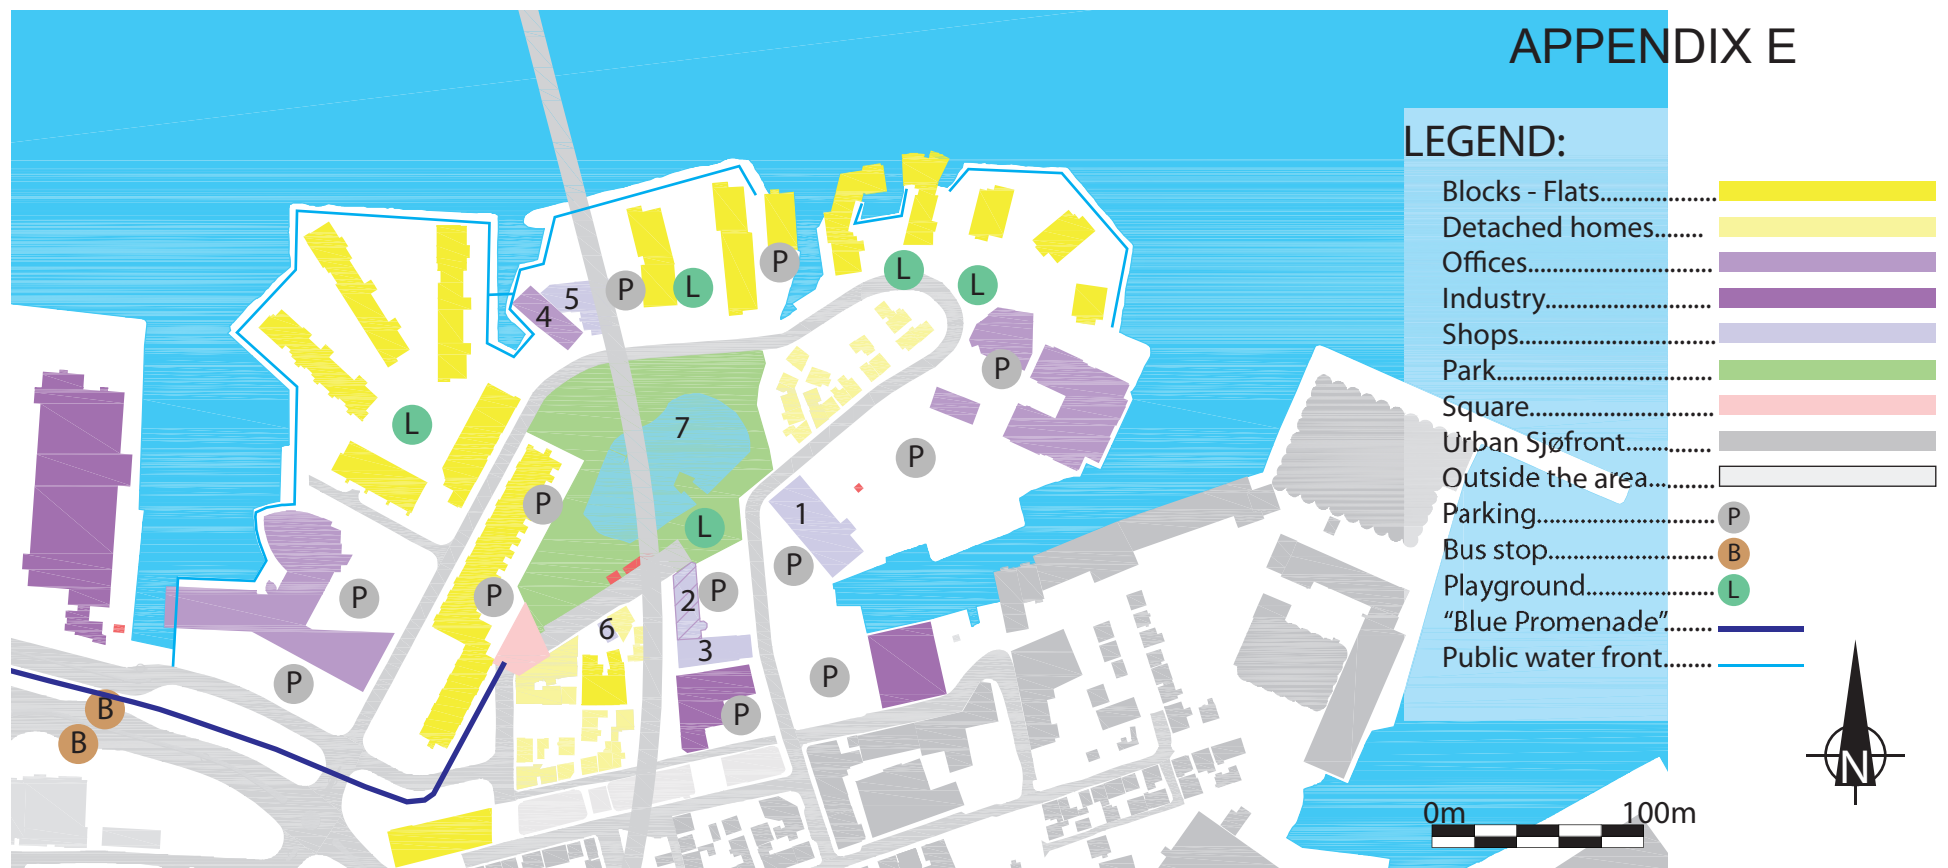 APPENDIX E
LEGEND:
Blocks - Flats..................
Detached homes........
Offices..............................
Industry............................
Shops................................
Park...................................
Square...............................
Urban Sjøfront.............
Outside the area..........
Parking.............................
Bus stop...........................
Playground.....................
"Blue Promenade"........
Public water front........
P
B
L
P
P
L
L
L
5
4
P
L
7
P
P
1
L
P
P
P
P
2
6
3
P
P
P
B
B
N
0m 100m